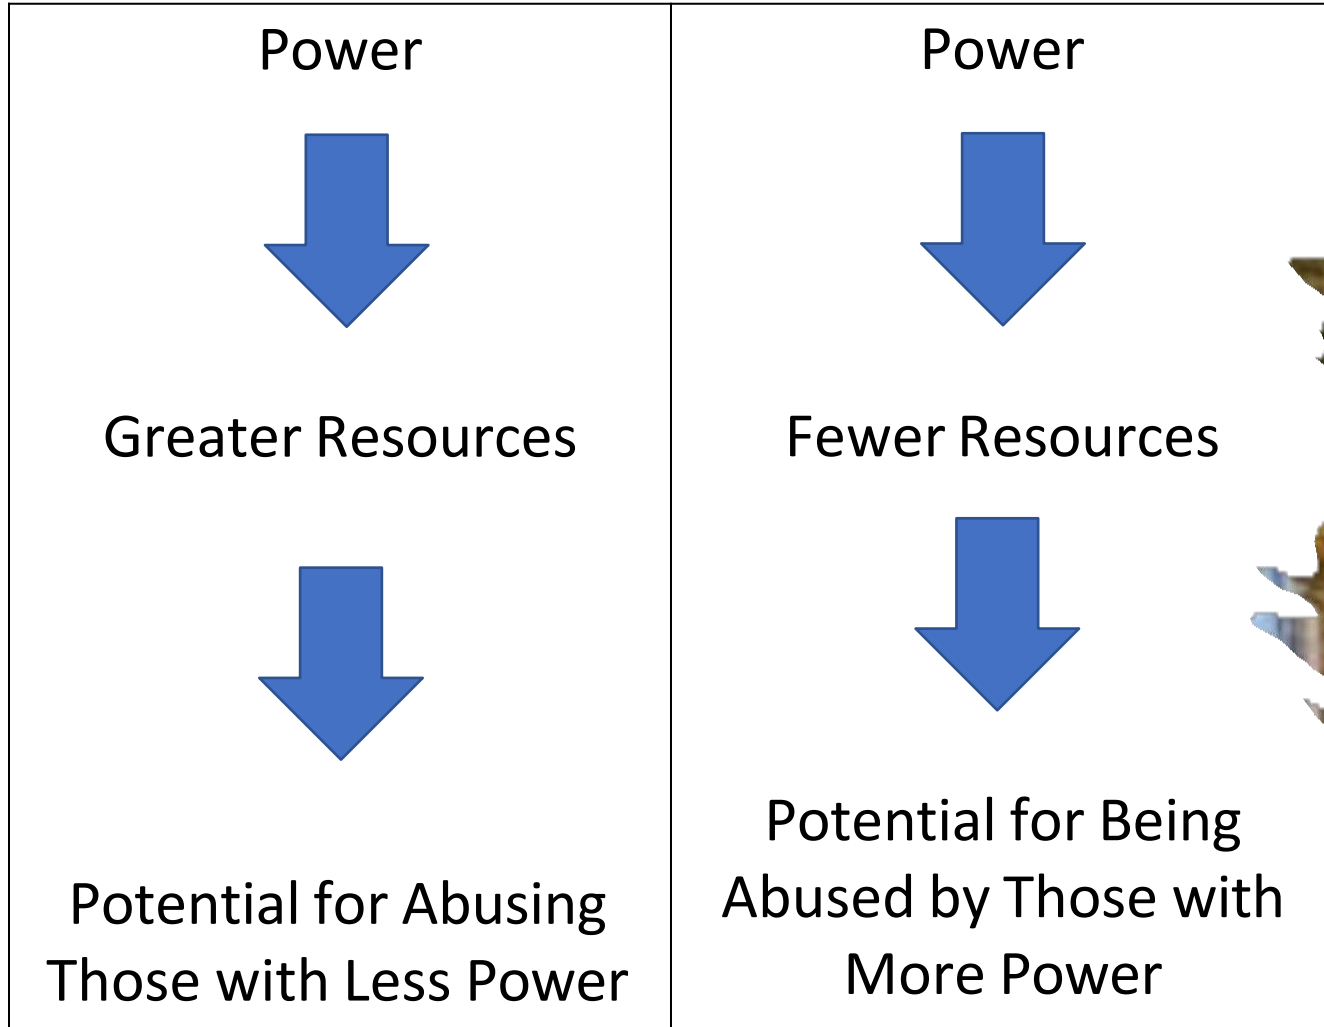 Power
Greater Resources
Potential for Abusing
Those with Less Power
Power
Fewer Resources
Potential for Being
Abused by Those with
More Power